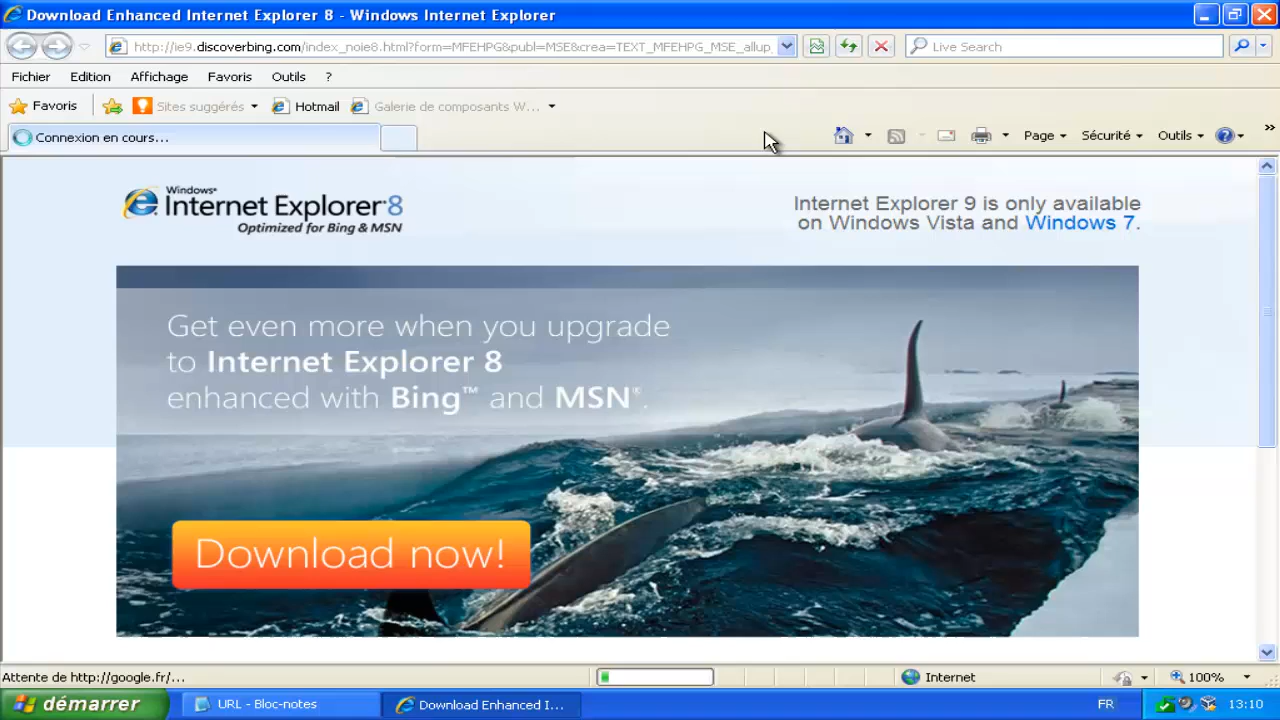 Download Enhanced Internet Explorer 8 - Windows Internet Explorer
http://ie9.discoverbing.com/index_noie8.html?form=MFEHPG&publ=MSE&crea=TEXT_MFEHPG_MSE_allup_
Live Search
Fichier Edition Affichage Favoris Outils ?
Favoris Sites suggérés Hotmail Galerie de composants W...
Connexion en cours...
Page Sécurité Outils »
Windows®
Internet Explorer 8
Optimized for Bing & MSN
Internet Explorer 9 is only available
on Windows Vista and Windows 7.
Get even more when you upgrade
to Internet Explorer 8
enhanced with Bing™ and MSN®.
Download now!
Attente de http://google.fr/...
Internet
100%
démarrer
URL - Bloc-notes
Download Enhanced I...
FR
13:10